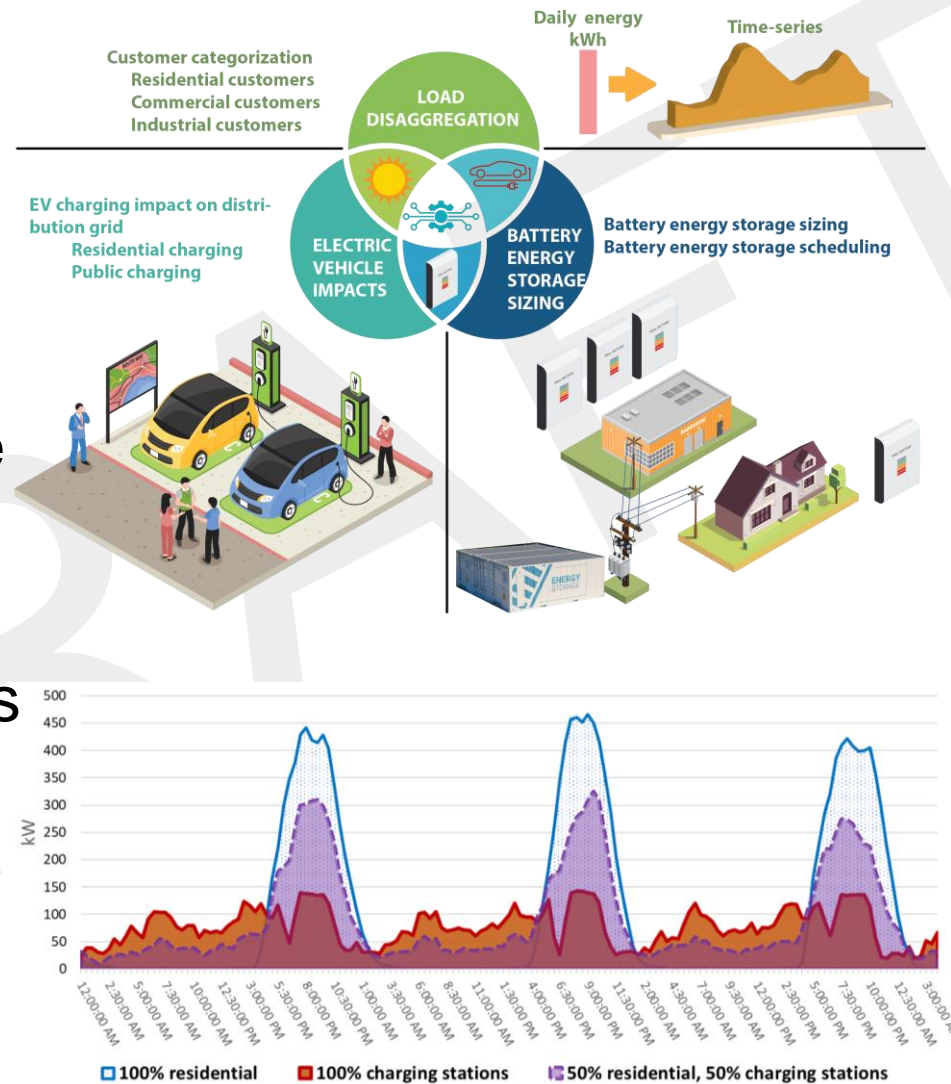 Daily energy
kWh
Time-series
Customer categorization
Residential customers
Commercial customers
Industrial customers
LOAD
DISAGGREGATION
EV charging impact on distri-
bution grid
Residential charging
Public charging
ELECTRIC
VEHICLE
IMPACTS
BATTERY
ENERGY
STORAGE
SIZING
Battery energy storage sizing
Battery energy storage scheduling
ENERGY
STORAGE
e
s
500
450
400
350
300
250
200
150
100
50
0
kW
12:00:00 AM
2:30:00 AM
5:00:00 AM
7:30:00 AM
10:00:00 AM
12:30:00 PM
3:00:00 PM
5:30:00 PM
8:00:00 PM
10:30:00 PM
1:00:00 AM
3:30:00 AM
6:00:00 AM
8:30:00 AM
11:00:00 AM
1:30:00 PM
4:00:00 PM
6:30:00 PM
9:00:00 PM
11:30:00 PM
2:00:00 AM
4:30:00 AM
7:00:00 AM
9:30:00 AM
12:00:00 PM
2:30:00 PM
5:00:00 PM
7:30:00 PM
10:00:00 PM
12:30:00 AM
3:00:00 AM
100% residential
100% charging stations
50% residential, 50% charging stations